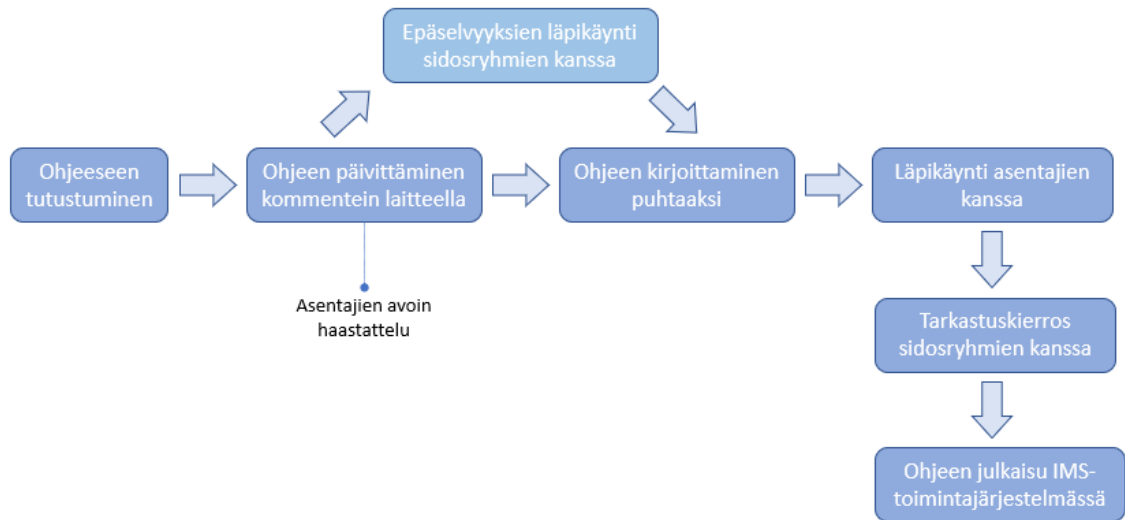 Epäselvyyksien läpikäynti
sidosryhmien kanssa
Ohjeeseen
tutustuminen
Ohjeen päivittäminen
kommentein laitteella
Ohjeen kirjoittaminen
puhtaaksi
Läpikäynti asentajien
kanssa
Asentajien avoin
haastattelu
Tarkastuskierros
sidosryhmien kanssa
Ohjeen julkaisu IMS-
toimintajärjestelmässä